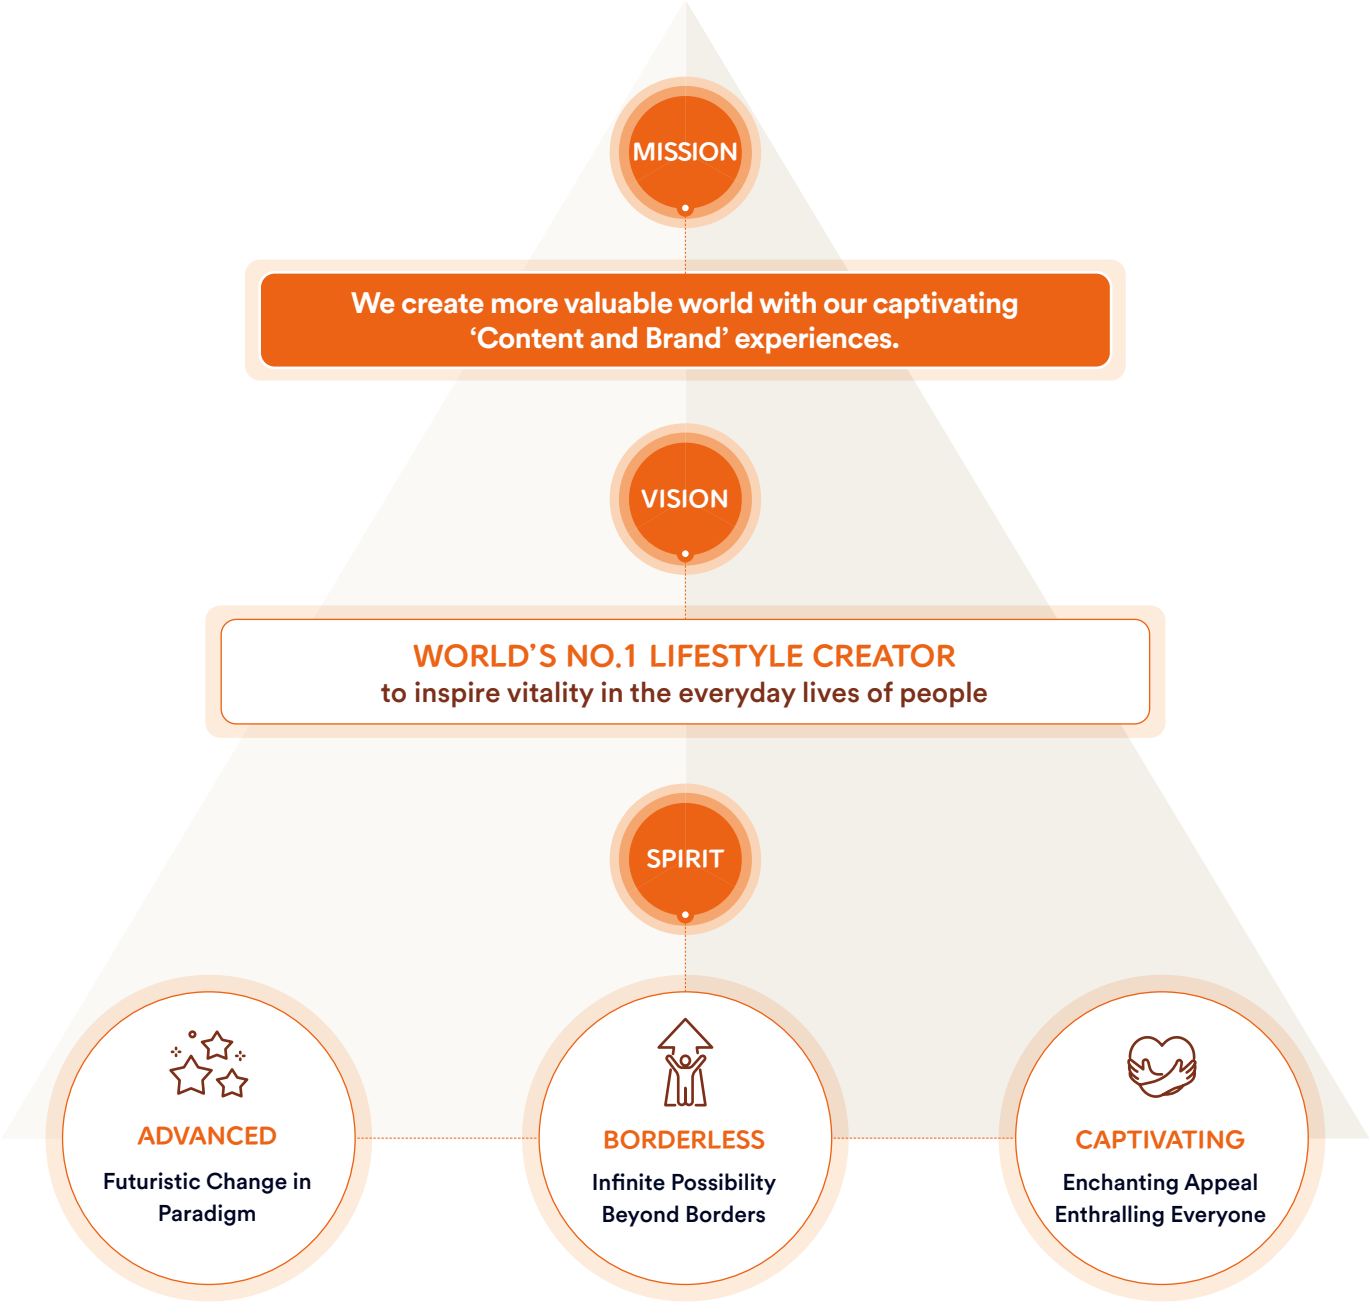 MISSION
We create more valuable world with our captivating
‘Content and Brand’ experiences.
VISION
WORLD’S NO.1 LIFESTYLE CREATOR
to inspire vitality in the everyday lives of people
SPIRIT
ADVANCED
Futuristic Change in
Paradigm
BORDERLESS
Infinite Possibility
Beyond Borders
CAPTIVATING
Enchanting Appeal
Enthralling Everyone